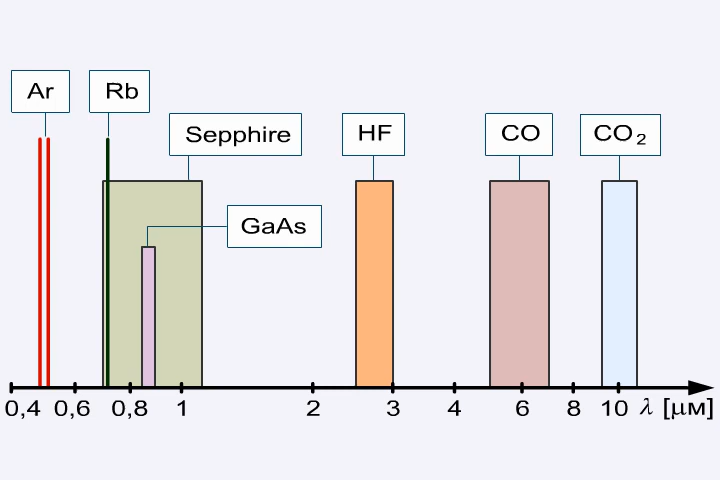 Ar
Rb
Sepphire
HF
CO
CO₂
GaAs
0,4 0,6 0,8 1 2 3 4 6 8 10 λ [μм]